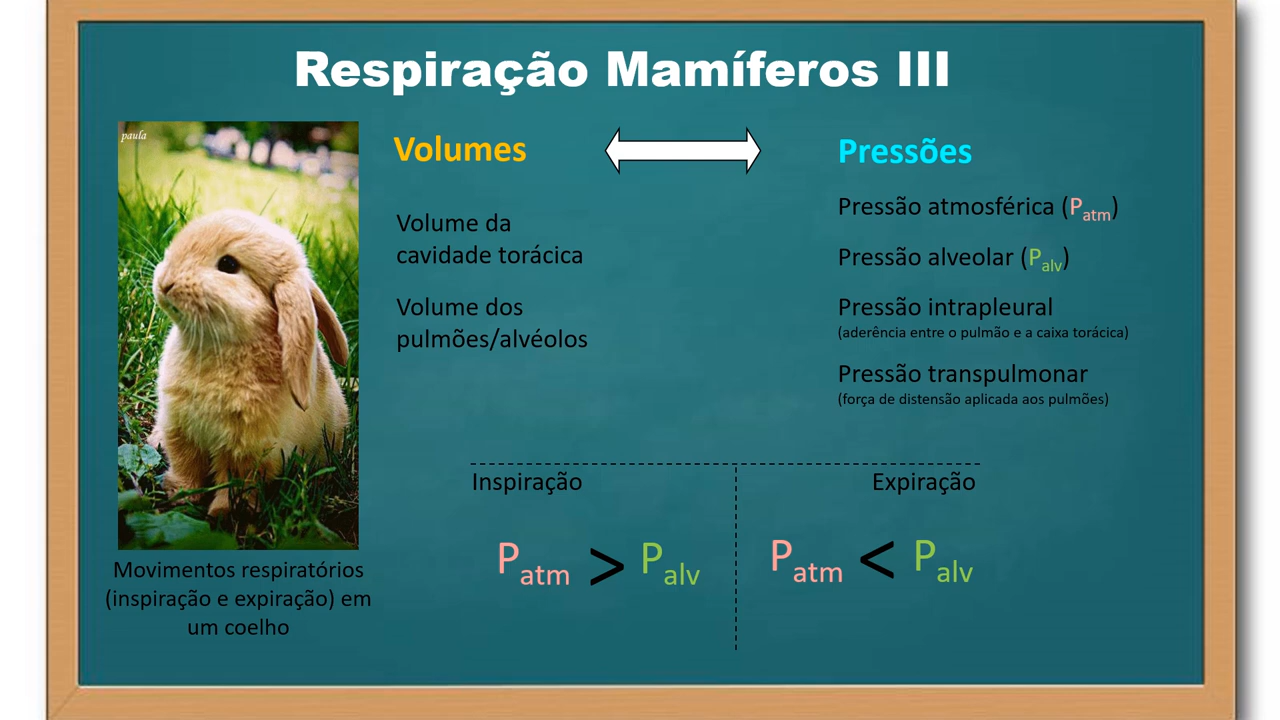 Respiração Mamíferos III
paula
Volumes
Pressões
Volume da
cavidade torácica
Volume dos
pulmões/alvéolos
Pressão atmosférica (Patm)
Pressão alveolar (Palv)
Pressão intrapleural
(aderência entre o pulmão e a caixa torácica)
Pressão transpulmonar
(força de distensão aplicada aos pulmões)
Inspiração
Expiração
Patm > Palv
Patm < Palv
Movimentos respiratórios
(inspiração e expiração) em
um coelho